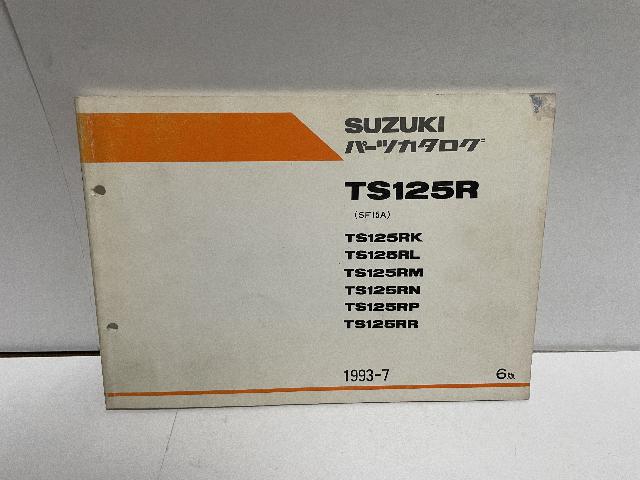 SUZUKI
パーツカタログ
TS125R
(SF15A)
TS125RK
TS125RL
TS125RM
TS125RN
TS125RP
TS125RR
1993-7
6版